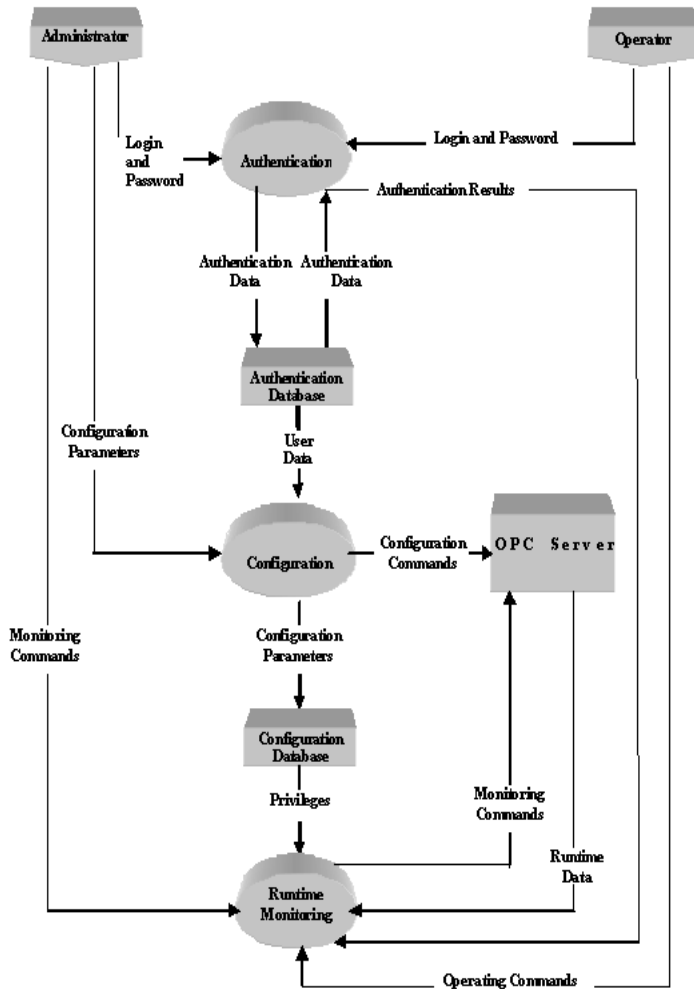 Administrator
Operator
Login
and
Password
Login and Password
Authentication
Authentication Results
Authentication
Data
Authentication
Data
Authentication
Database
User
Data
Configuration
Parameters
Configuration
Configuration
Commands
OPC Server
Monitoring
Commands
Configuration
Parameters
Configuration
Database
Privileges
Monitoring
Commands
Runtime
Data
Runtime
Monitoring
Operating Commands